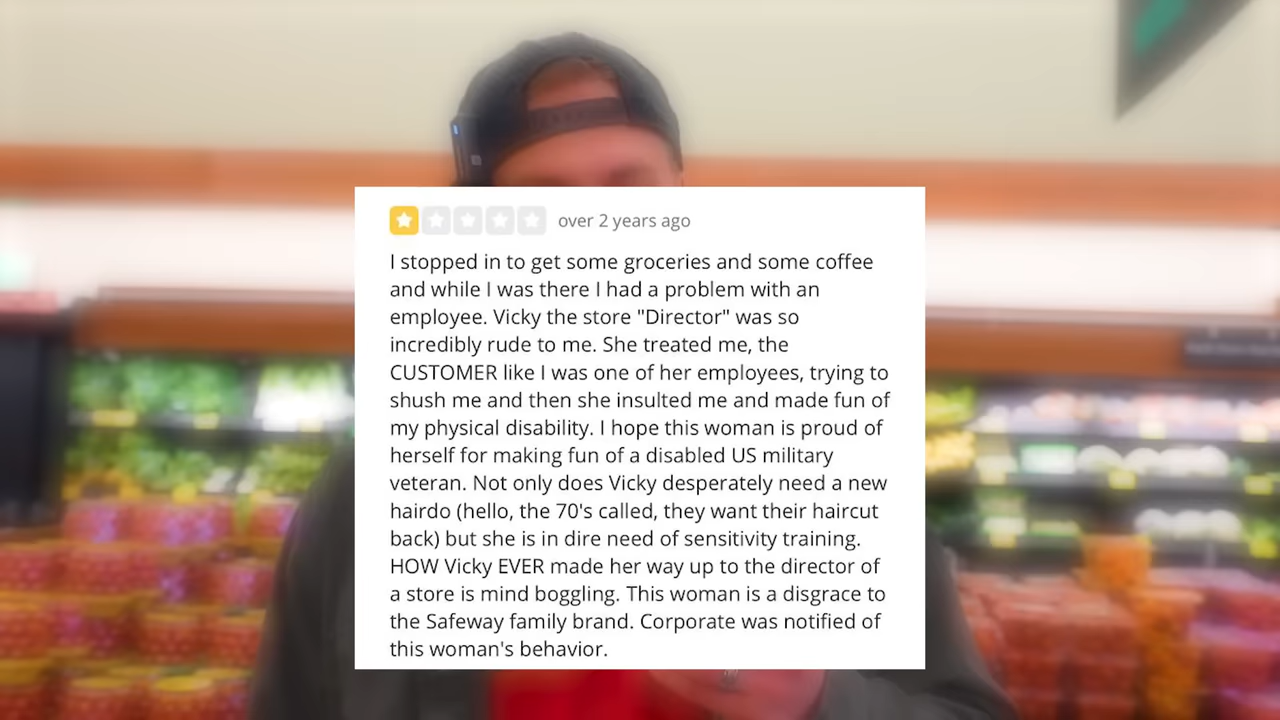 over 2 years ago
I stopped in to get some groceries and some coffee
and while I was there I had a problem with an
employee. Vicky the store "Director" was so
incredibly rude to me. She treated me, the
CUSTOMER like I was one of her employees, trying to
shush me and then she insulted me and made fun of
my physical disability. I hope this woman is proud of
herself for making fun of a disabled US military
veteran. Not only does Vicky desperately need a new
hairdo (hello, the 70's called, they want their haircut
back) but she is in dire need of sensitivity training.
HOW Vicky EVER made her way up to the director of
a store is mind boggling. This woman is a disgrace to
the Safeway family brand. Corporate was notified of
this woman's behavior.